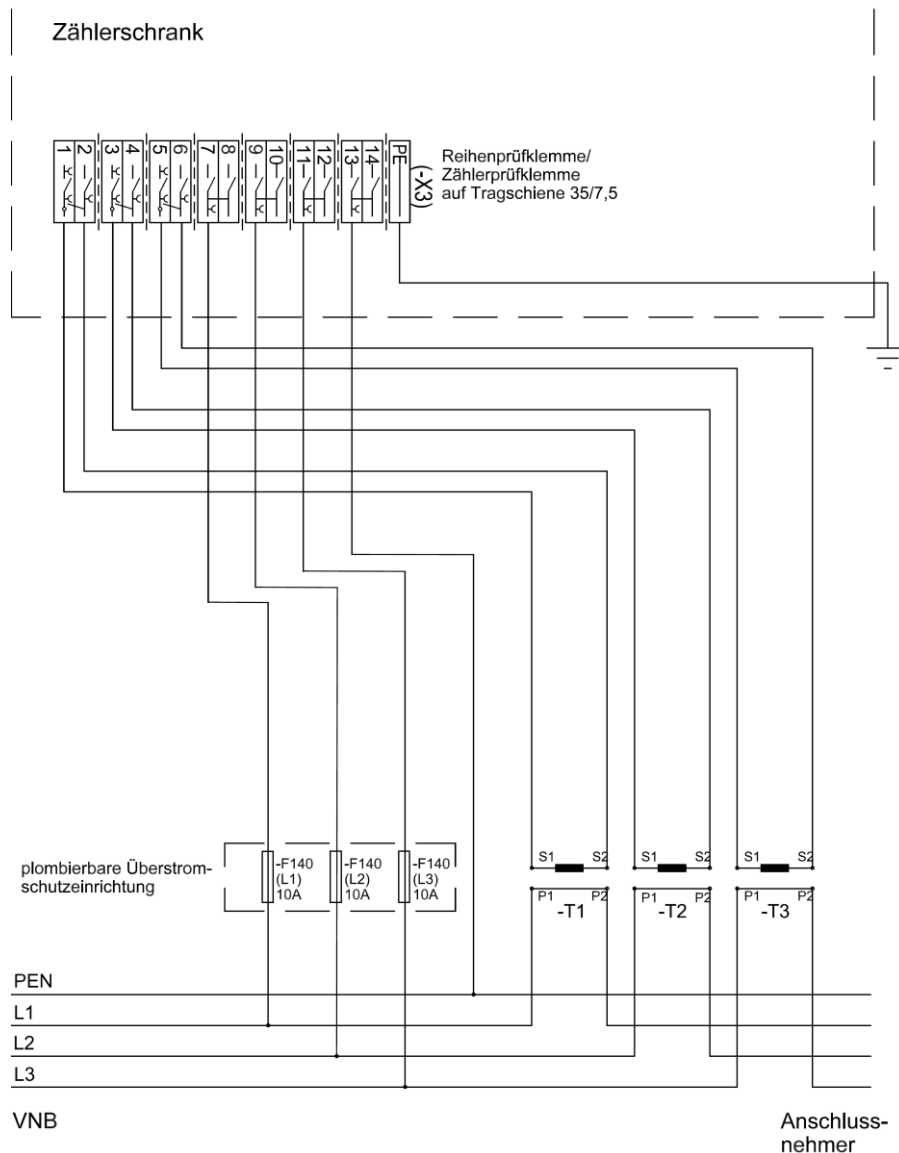 Zählerschrank
1 2 3 4 5 6 7 8 9 10 11 12 13 14 PE
(-X3)
Reihenprüfklemme/
Zählerprüfklemme
auf Tragschiene 35/7,5
plombierbare Überstrom-
schutzeinrichtung
-F140
(L1)
10A
-F140
(L2)
10A
-F140
(L3)
10A
S1 S2
P1 P2
-T1
S1 S2
P1 P2
-T2
S1 S2
P1 P2
-T3
PEN
L1
L2
L3
VNB
Anschluss-
nehmer